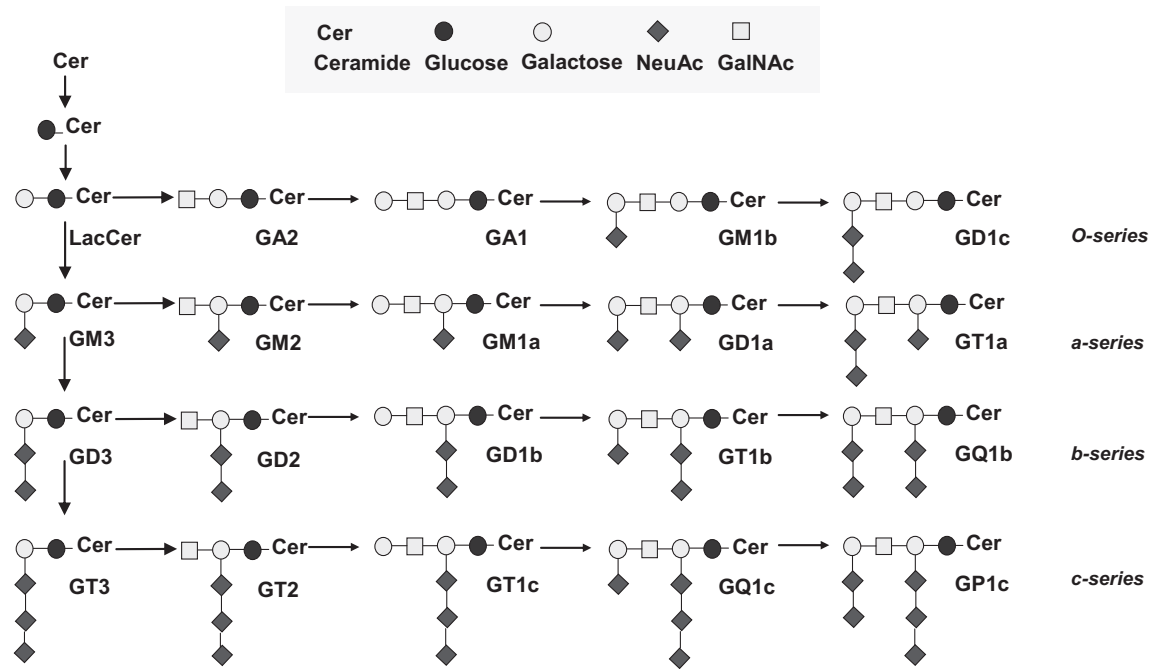 Cer
Ceramide Glucose Galactose NeuAc GalNAc
Cer
Cer
Cer Cer Cer Cer Cer
LacCer GA2 GA1 GM1b GD1c O-series
Cer Cer Cer Cer Cer
GM3 GM2 GM1a GD1a GT1a a-series
Cer Cer Cer Cer Cer
GD3 GD2 GD1b GT1b GQ1b b-series
Cer Cer Cer Cer Cer
GT3 GT2 GT1c GQ1c GP1c c-series